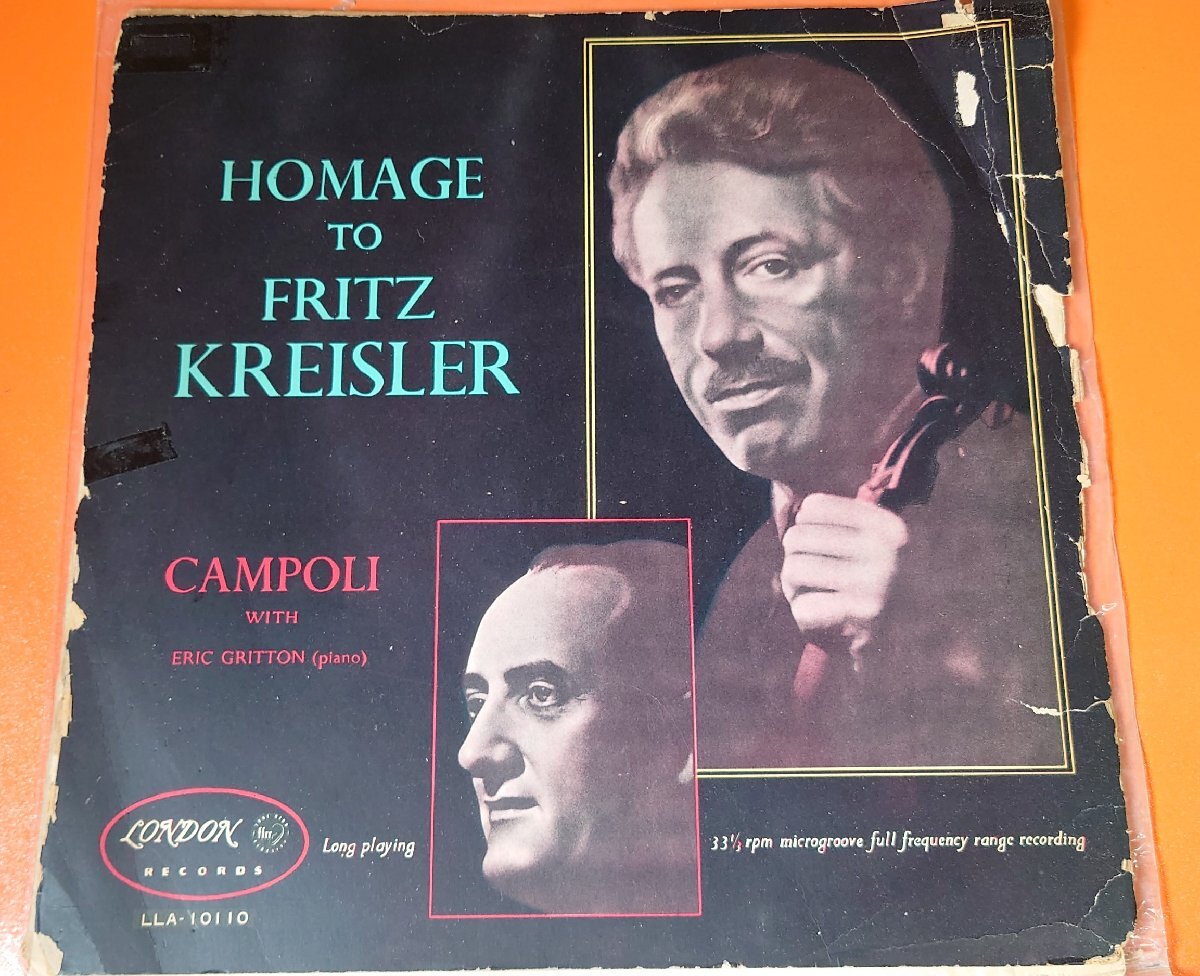 HOMAGE
TO
FRITZ
KREISLER
CAMPOLI
WITH
ERIC GRITTON (piano)
LONDON ffrr
RECORDS
Long playing
33⅓ rpm microgroove full frequency range recording
LLA-10110